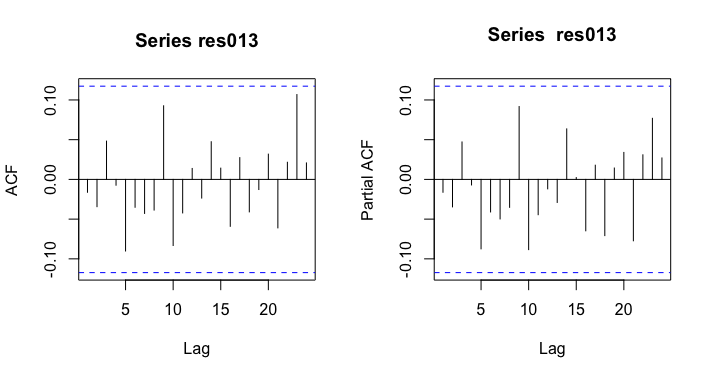 Series res013
ACF
0.10
0.00
-0.10
5 10 15 20
Lag
Series  res013
Partial ACF
0.10
0.00
-0.10
5 10 15 20
Lag